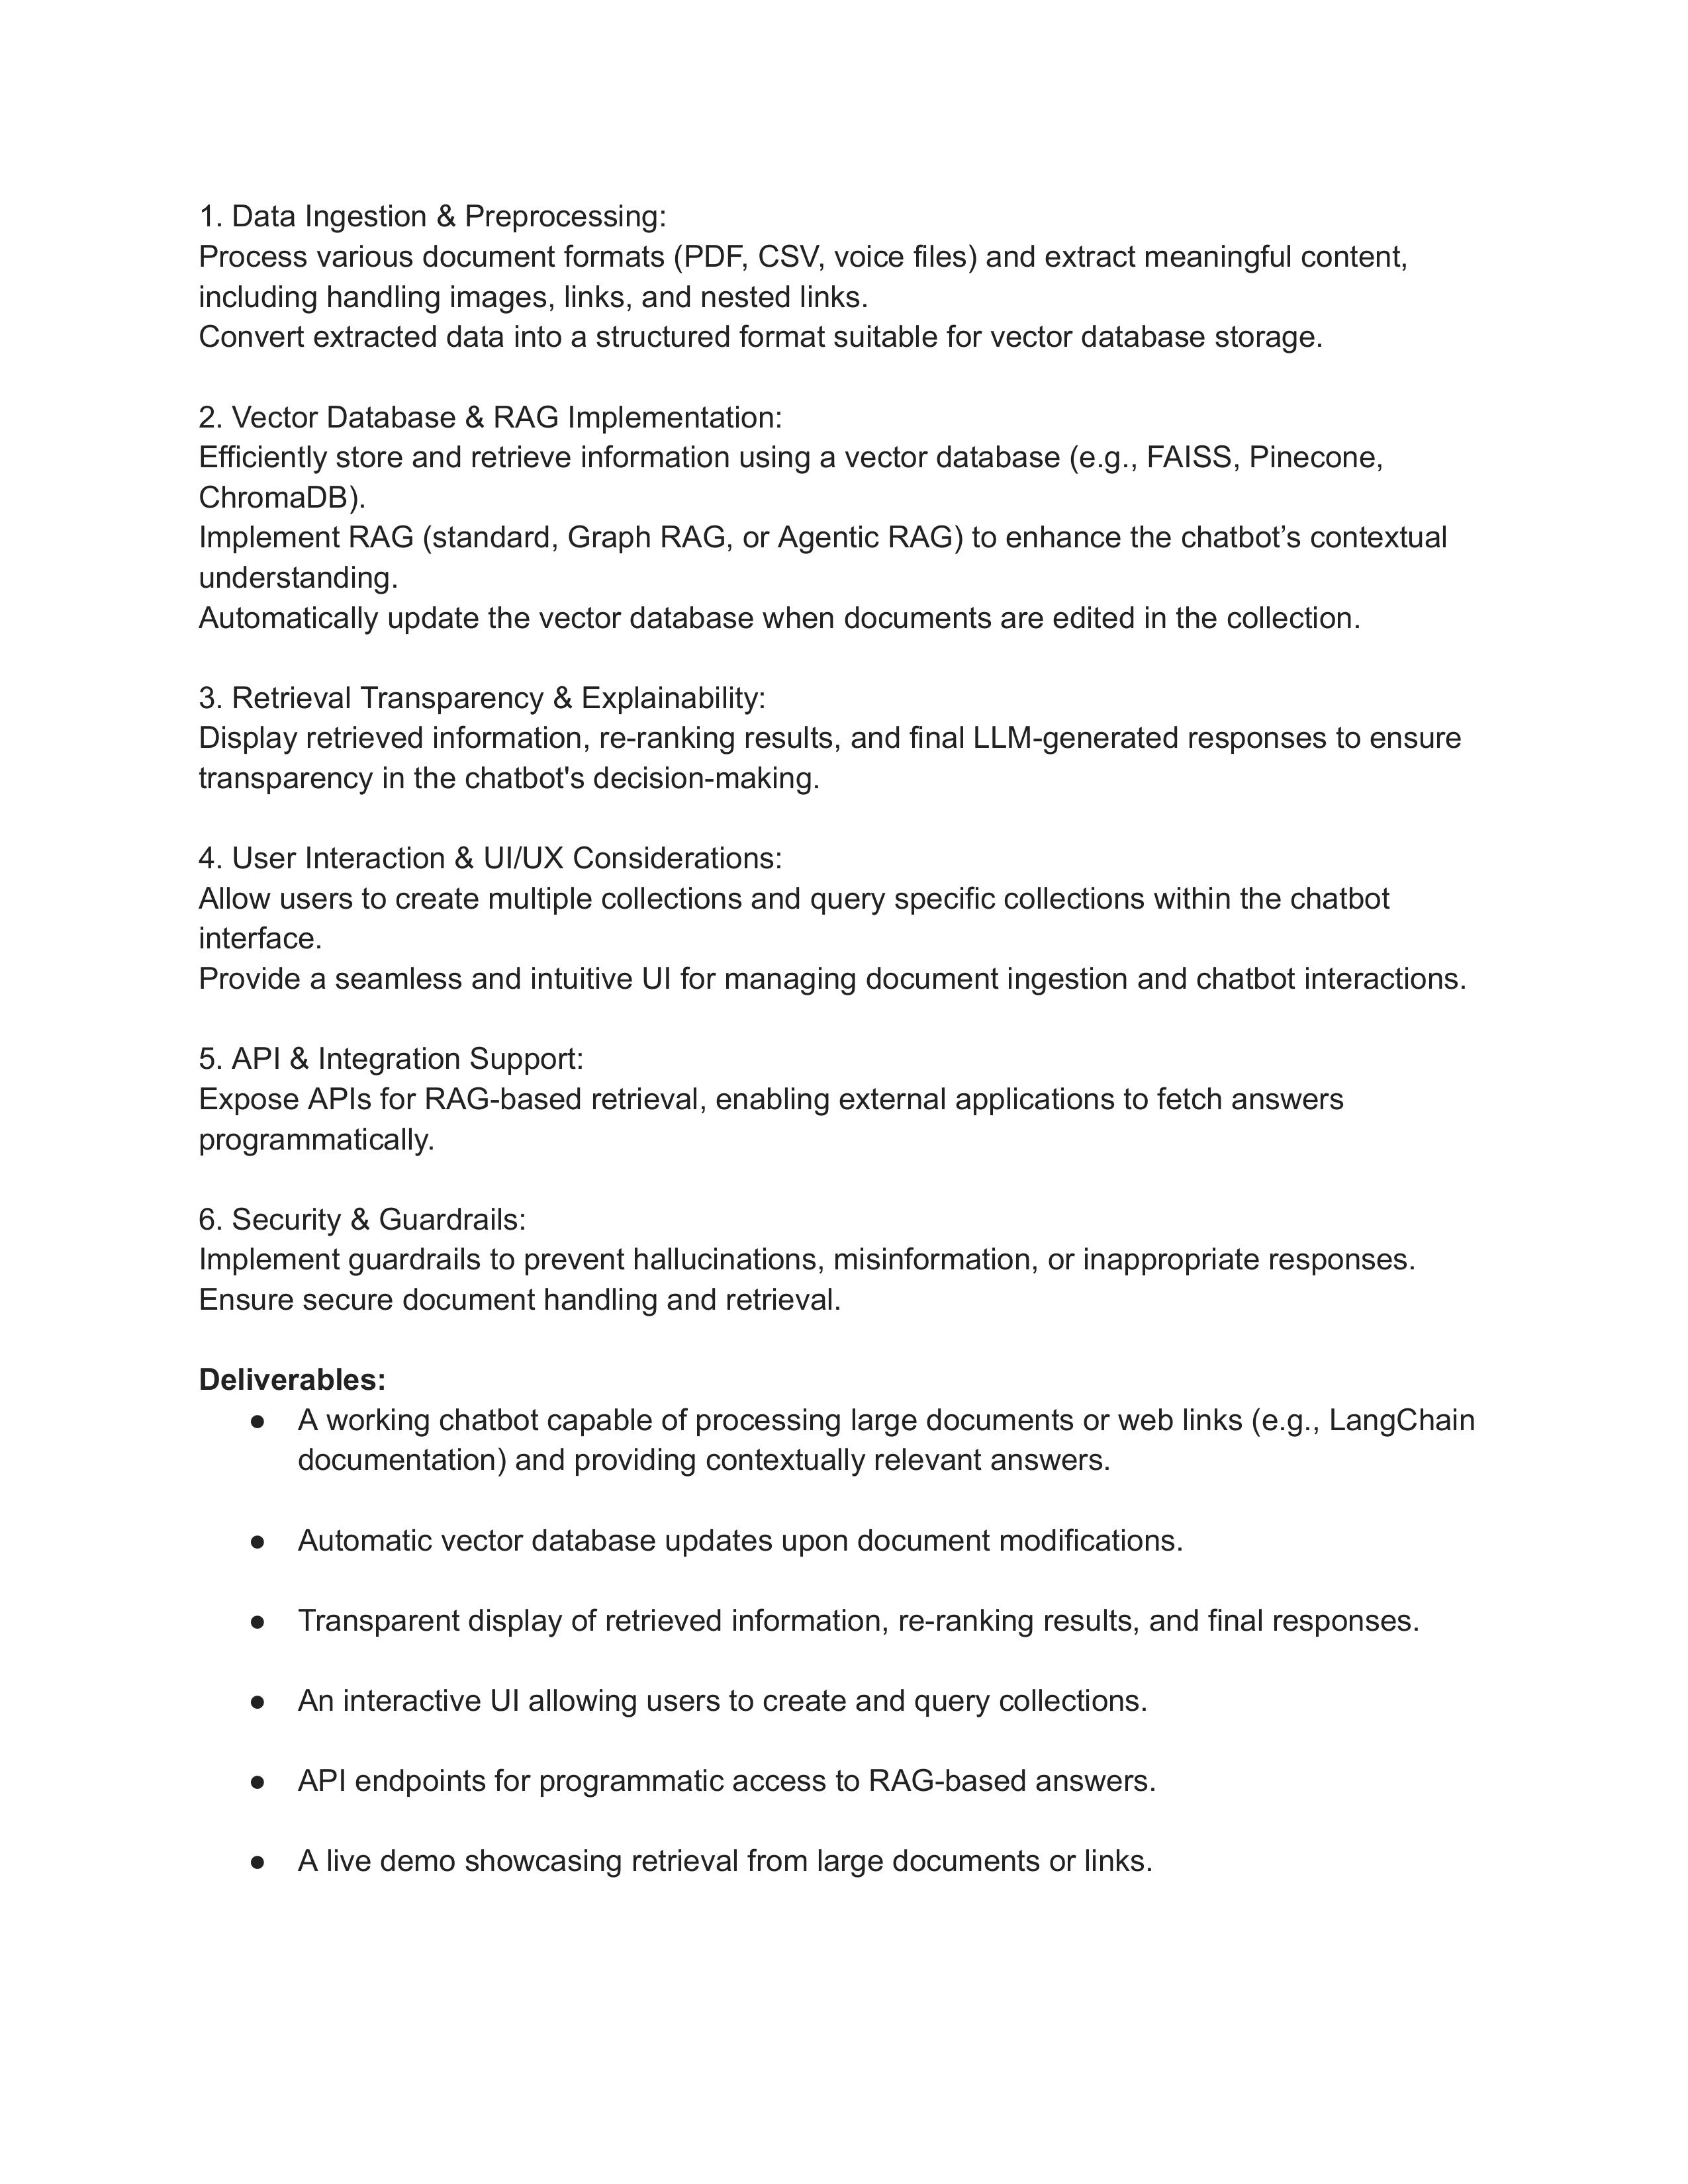 1. Data Ingestion & Preprocessing:
Process various document formats (PDF, CSV, voice files) and extract meaningful content,
including handling images, links, and nested links.
Convert extracted data into a structured format suitable for vector database storage.
2. Vector Database & RAG Implementation:
Efficiently store and retrieve information using a vector database (e.g., FAISS, Pinecone,
ChromaDB).
Implement RAG (standard, Graph RAG, or Agentic RAG) to enhance the chatbot’s contextual
understanding.
Automatically update the vector database when documents are edited in the collection.
3. Retrieval Transparency & Explainability:
Display retrieved information, re-ranking results, and final LLM-generated responses to ensure
transparency in the chatbot's decision-making.
4. User Interaction & UI/UX Considerations:
Allow users to create multiple collections and query specific collections within the chatbot
interface.
Provide a seamless and intuitive UI for managing document ingestion and chatbot interactions.
5. API & Integration Support:
Expose APIs for RAG-based retrieval, enabling external applications to fetch answers
programmatically.
6. Security & Guardrails:
Implement guardrails to prevent hallucinations, misinformation, or inappropriate responses.
Ensure secure document handling and retrieval.
Deliverables:
● A working chatbot capable of processing large documents or web links (e.g., LangChain
documentation) and providing contextually relevant answers.
● Automatic vector database updates upon document modifications.
● Transparent display of retrieved information, re-ranking results, and final responses.
● An interactive UI allowing users to create and query collections.
● API endpoints for programmatic access to RAG-based answers.
● A live demo showcasing retrieval from large documents or links.